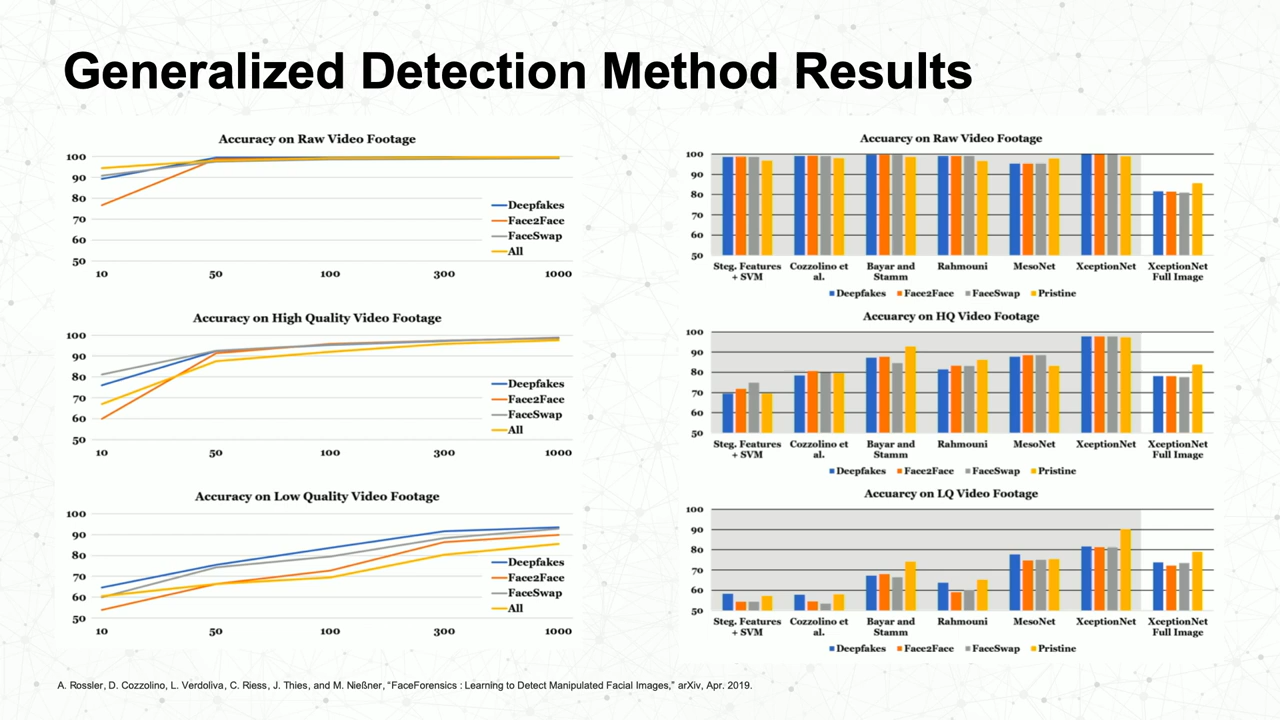 Generalized Detection Method Results
Accuracy on Raw Video Footage
100
90
80
70
60
50
10
50
100
300
1000
Deepfakes
Face2Face
FaceSwap
All
Accuracy on High Quality Video Footage
100
90
80
70
60
50
10
50
100
300
1000
Deepfakes
Face2Face
FaceSwap
All
Accuracy on Low Quality Video Footage
100
90
80
70
60
50
10
50
100
300
1000
Deepfakes
Face2Face
FaceSwap
All
Accuarcy on Raw Video Footage
100
90
80
70
60
50
Steg. Features
+ SVM
Cozzolino et
al.
Bayar and
Stamm
Rahmouni
MesoNet
XceptionNet
XceptionNet
Full Image
Deepfakes
Face2Face
FaceSwap
Pristine
Accuarcy on HQ Video Footage
100
90
80
70
60
50
Steg. Features
+ SVM
Cozzolino et
al.
Bayar and
Stamm
Rahmouni
MesoNet
XceptionNet
XceptionNet
Full Image
Deepfakes
Face2Face
FaceSwap
Pristine
Accuarcy on LQ Video Footage
100
90
80
70
60
50
Steg. Features
+ SVM
Cozzolino et
al.
Bayar and
Stamm
Rahmouni
MesoNet
XceptionNet
XceptionNet
Full Image
Deepfakes
Face2Face
FaceSwap
Pristine
A. Rossler, D. Cozzolino, L. Verdoliva, C. Riess, J. Thies, and M. Nießner, “FaceForensics : Learning to Detect Manipulated Facial Images,” arXiv, Apr. 2019.